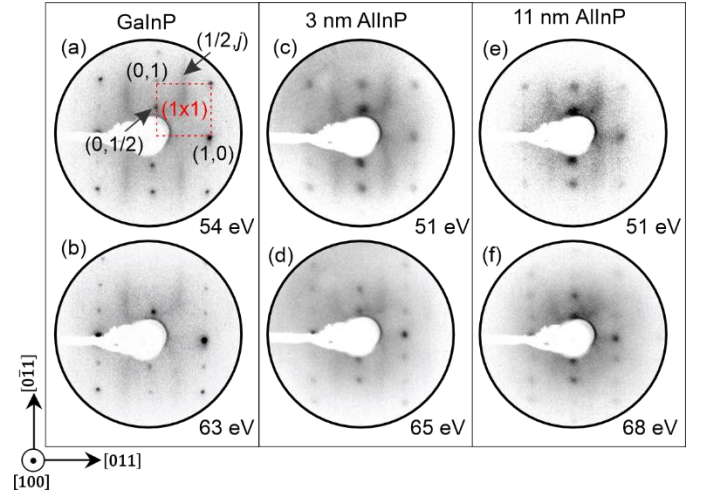 GaInP
3 nm AlInP
11 nm AlInP
(a)
(1/2,j)
(0,1)
(1x1)
(0,1/2)
(1,0)
54 eV
(c)
51 eV
(e)
51 eV
(b)
63 eV
(d)
65 eV
(f)
68 eV
[01̅1]
[011]
[100]